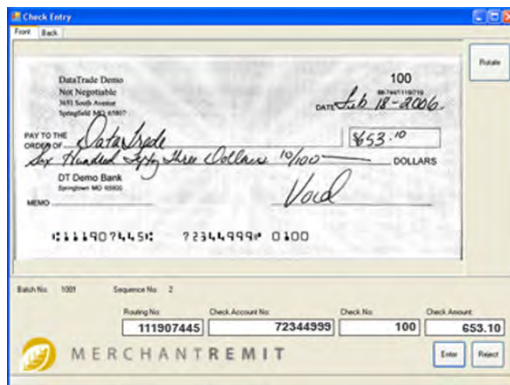 Check Entry
Front Back
Rotate
DataTrade Demo
Not Negotiable
3651 South Avenue
Springfield MO 65807
100
DATE Feb 18-2006
PAY TO THE
ORDER OF DataTrade
$653.10
Six Hundred Fifty Three Dollars 10/100 DOLLARS
DT Demo Bank
Springtown MO 65800
MEMO Void
⑆111907445⑆ 72344999⑈ 0100
Batch No: 1001 Sequence No: 2
Routing No: Check Account No: Check No: Check Amount:
111907445 72344999 100 653.10
MERCHANTREMIT
Enter Reject